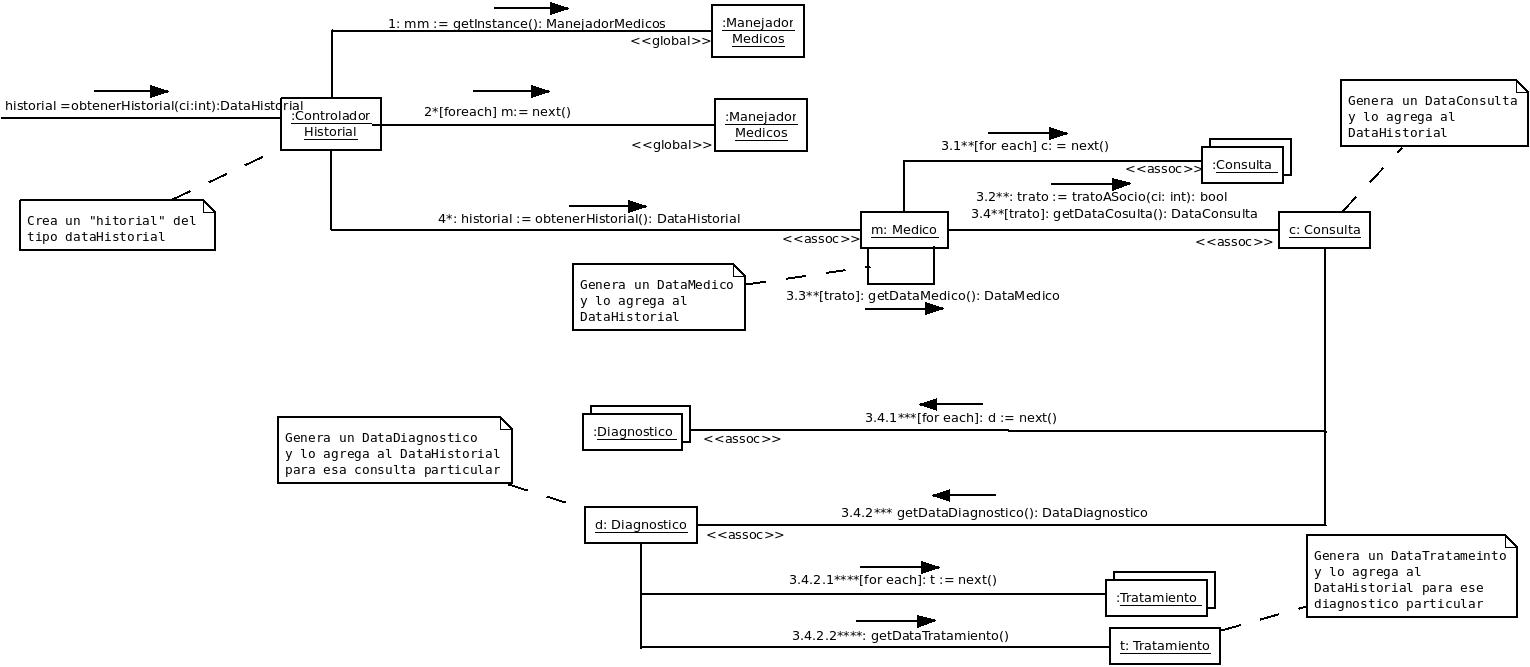 1: mm := getInstance(): ManejadorMedicos
:Manejador
Medicos
<<global>>
historial =obtenerHistorial(ci:int):DataHistorial
:Controlador
Historial
2*[foreach] m:= next()
:Manejador
Medicos
<<global>>
Genera un DataConsulta
y lo agrega al
DataHistorial
3.1**[for each] c: = next()
<<assoc>>
:Consulta
3.2**: trato := tratoASocio(ci: int): bool
3.4**[trato]: getDataCosulta(): DataConsulta
Crea un "hitorial" del
tipo dataHistorial
4*: historial := obtenerHistorial(): DataHistorial
<<assoc>>
m: Medico
<<assoc>>
c: Consulta
Genera un DataMedico
y lo agrega al
DataHistorial
3.3**[trato]: getDataMedico(): DataMedico
3.4.1***[for each]: d := next()
:Diagnostico
<<assoc>>
Genera un DataDiagnostico
y lo agrega al DataHistorial
para esa consulta particular
3.4.2*** getDataDiagnostico(): DataDiagnostico
d: Diagnostico
<<assoc>>
Genera un DataTratameinto
y lo agrega al
DataHistorial para ese
diagnostico particular
3.4.2.1****[for each]: t := next()
:Tratamiento
3.4.2.2****: getDataTratamiento()
t: Tratamiento